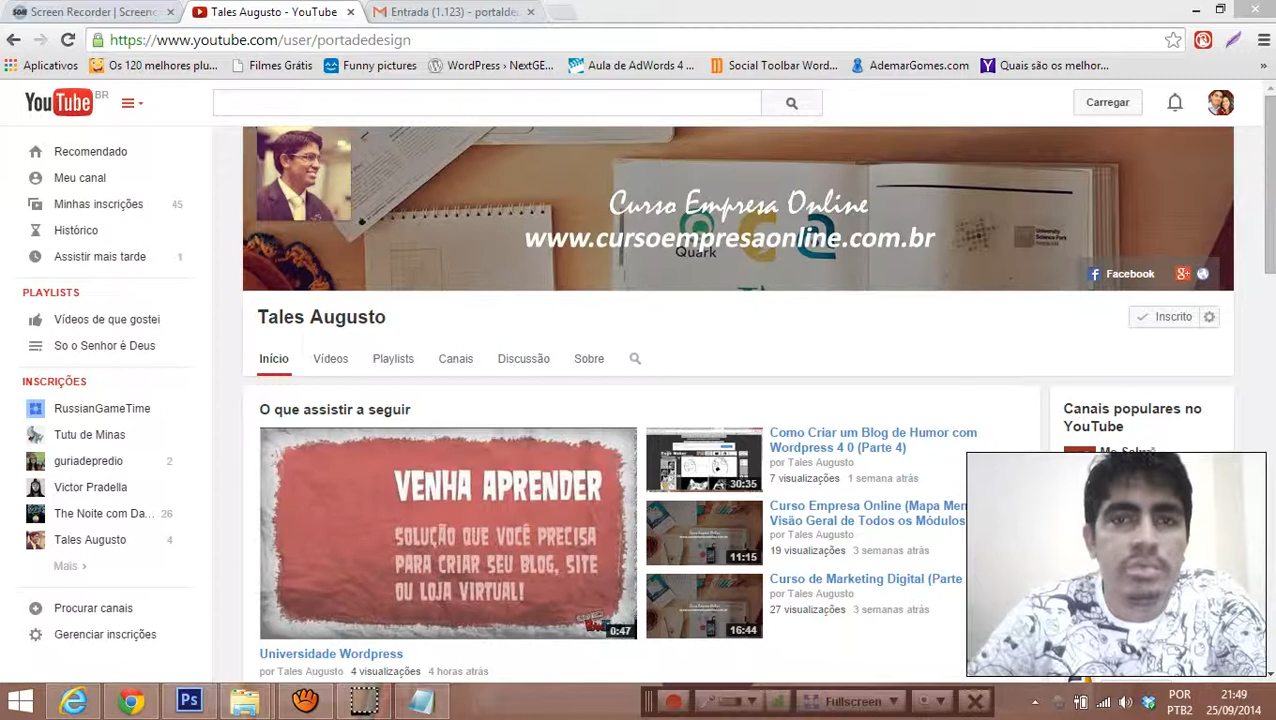 Screen Recorder | Screenc
Tales Augusto - YouTube
Entrada (1.123) - portalde
https://www.youtube.com/user/portadedesign
Aplicativos
Os 120 melhores plu...
Filmes Grátis
Funny pictures
WordPress › NextGE...
Aula de AdWords 4 ...
Social Toolbar Word...
AdemarGomes.com
Quais são os melhor...
»
YouTube BR
Carregar
Recomendado
Meu canal
Minhas inscrições 45
Histórico
Assistir mais tarde 1
PLAYLISTS
Vídeos de que gostei
So o Senhor è Deus
INSCRIÇÕES
RussianGameTime
Tutu de Minas
guriadepredio 2
Victor Pradella
The Noite com Da... 26
Tales Augusto 4
Mais ›
Procurar canais
Gerenciar inscrições
Curso Empresa Online
www.cursoempresaonline.com.br
Quark
University
Science Park
Facebook
Tales Augusto
Inscrito
Início
Vídeos
Playlists
Canais
Discussão
Sobre
O que assistir a seguir
VENHA APRENDER
SOLUÇÃO QUE VOCÊ PRECISA
PARA CRIAR SEU BLOG, SITE
OU LOJA VIRTUAL!
0:47
Universidade Wordpress
por Tales Augusto 4 visualizações 4 horas atrás
30:35
Como Criar um Blog de Humor com
Wordpress 4 0 (Parte 4)
por Tales Augusto
7 visualizações 1 semana atrás
11:15
Curso Empresa Online (Mapa Men
Visão Geral de Todos os Módulos
por Tales Augusto
19 visualizações 3 semanas atrás
16:44
Curso de Marketing Digital (Parte
por Tales Augusto
27 visualizações 3 semanas atrás
Canais populares no
YouTube
Ps
Fullscreen
POR
PTB2
21:49
25/09/2014